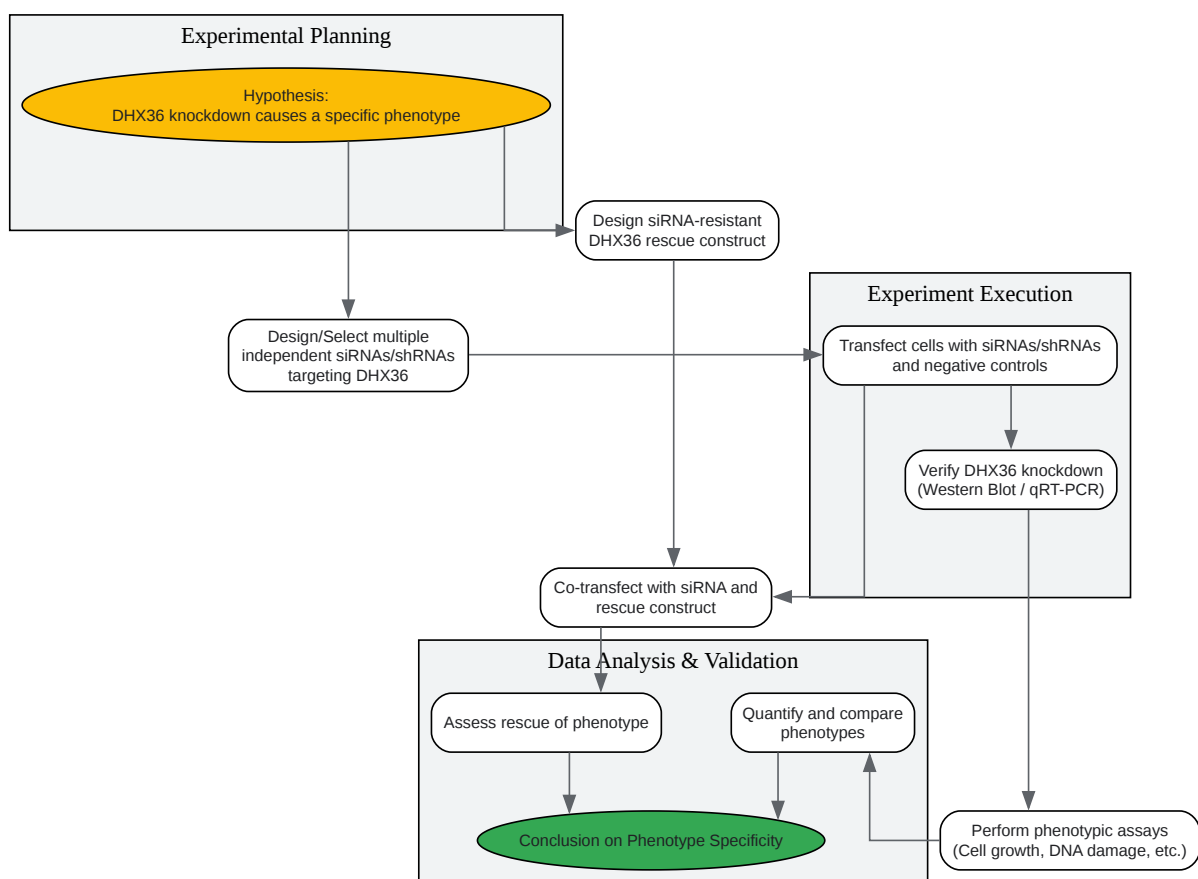 Experimental Planning
Hypothesis:
DHX36 knockdown causes a specific phenotype
Design siRNA-resistant
DHX36 rescue construct
Experiment Execution
Design/Select multiple
independent siRNAs/shRNAs
targeting DHX36
Transfect cells with siRNAs/shRNAs
and negative controls
Verify DHX36 knockdown
(Western Blot / qRT-PCR)
Co-transfect with siRNA and
rescue construct
Data Analysis & Validation
Assess rescue of phenotype
Quantify and compare
phenotypes
Conclusion on Phenotype Specificity
Perform phenotypic assays
(Cell growth, DNA damage, etc.)